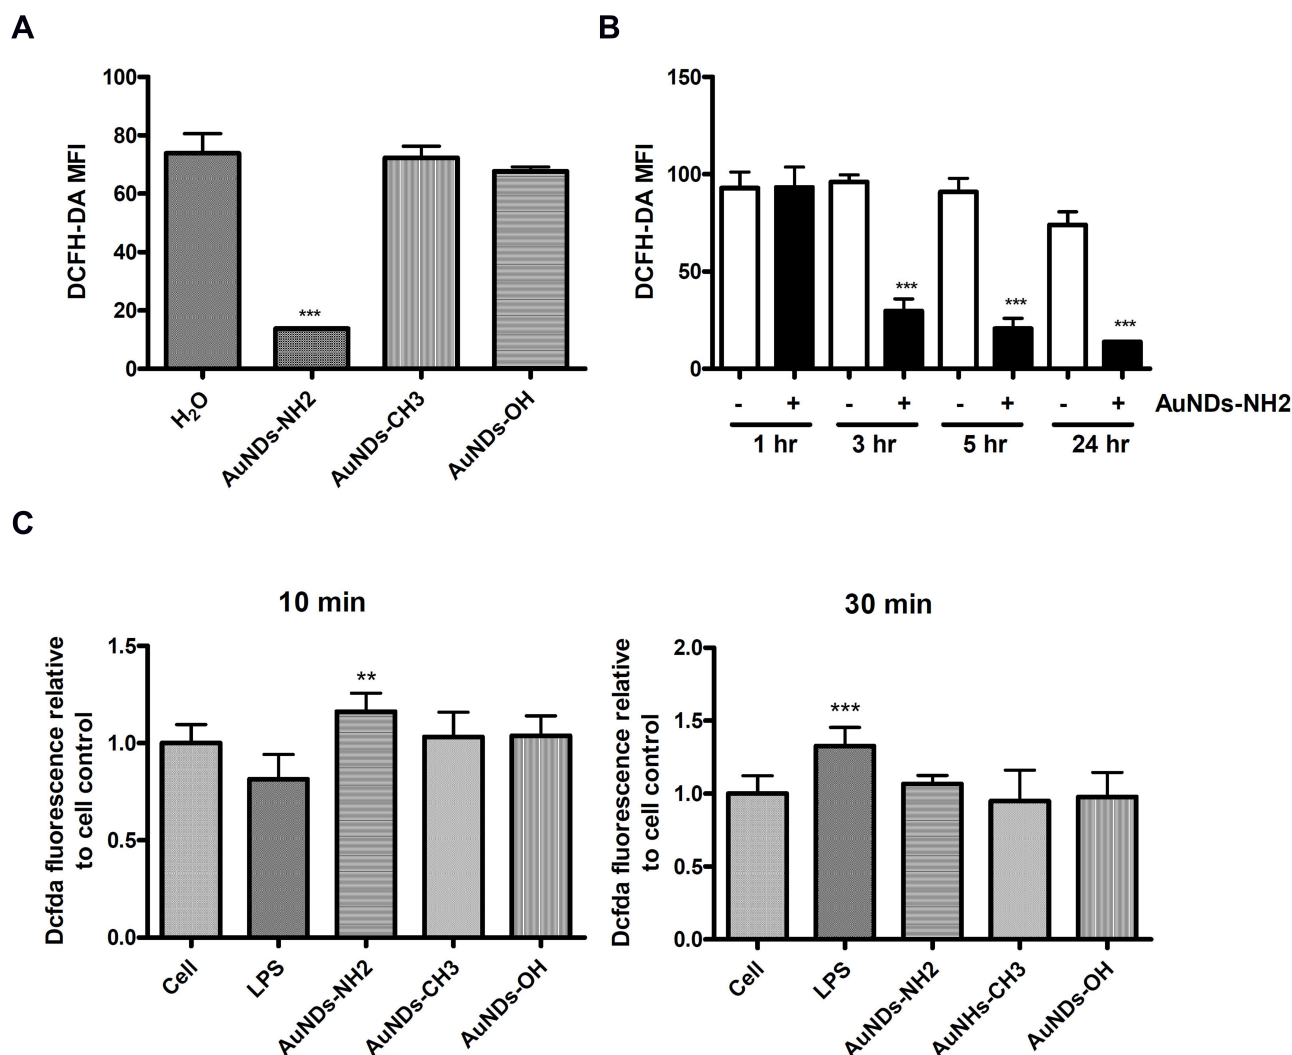 A
100
80
60
40
20
0
DCFH-DA MFI
***
H₂O
AuNDs-NH2
AuNDs-CH3
AuNDs-OH
B
150
100
50
0
DCFH-DA MFI
***
***
***
- + - + - + - + AuNDs-NH2
1 hr 3 hr 5 hr 24 hr
C
10 min
Dcfda fluorescence relative
to cell control
1.5
1.0
0.5
0.0
**
Cell
LPS
AuNDs-NH2
AuNDs-CH3
AuNDs-OH
30 min
Dcfda fluorescence relative
to cell control
2.0
1.5
1.0
0.5
0.0
***
Cell
LPS
AuNDs-NH2
AuNHs-CH3
AuNDs-OH